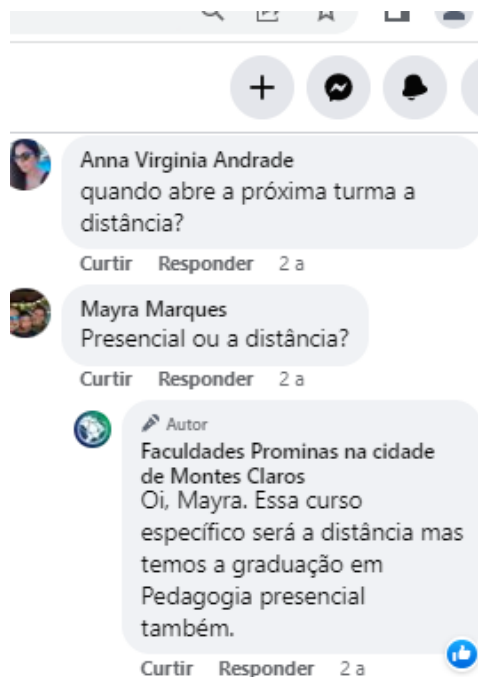 Anna Virginia Andrade
quando abre a próxima turma a
distância?
Curtir Responder 2 a
Mayra Marques
Presencial ou a distância?
Curtir Responder 2 a
Autor
Faculdades Prominas na cidade
de Montes Claros
Oi, Mayra. Essa curso
específico será a distância mas
temos a graduação em
Pedagogia presencial
também.
Curtir Responder 2 a